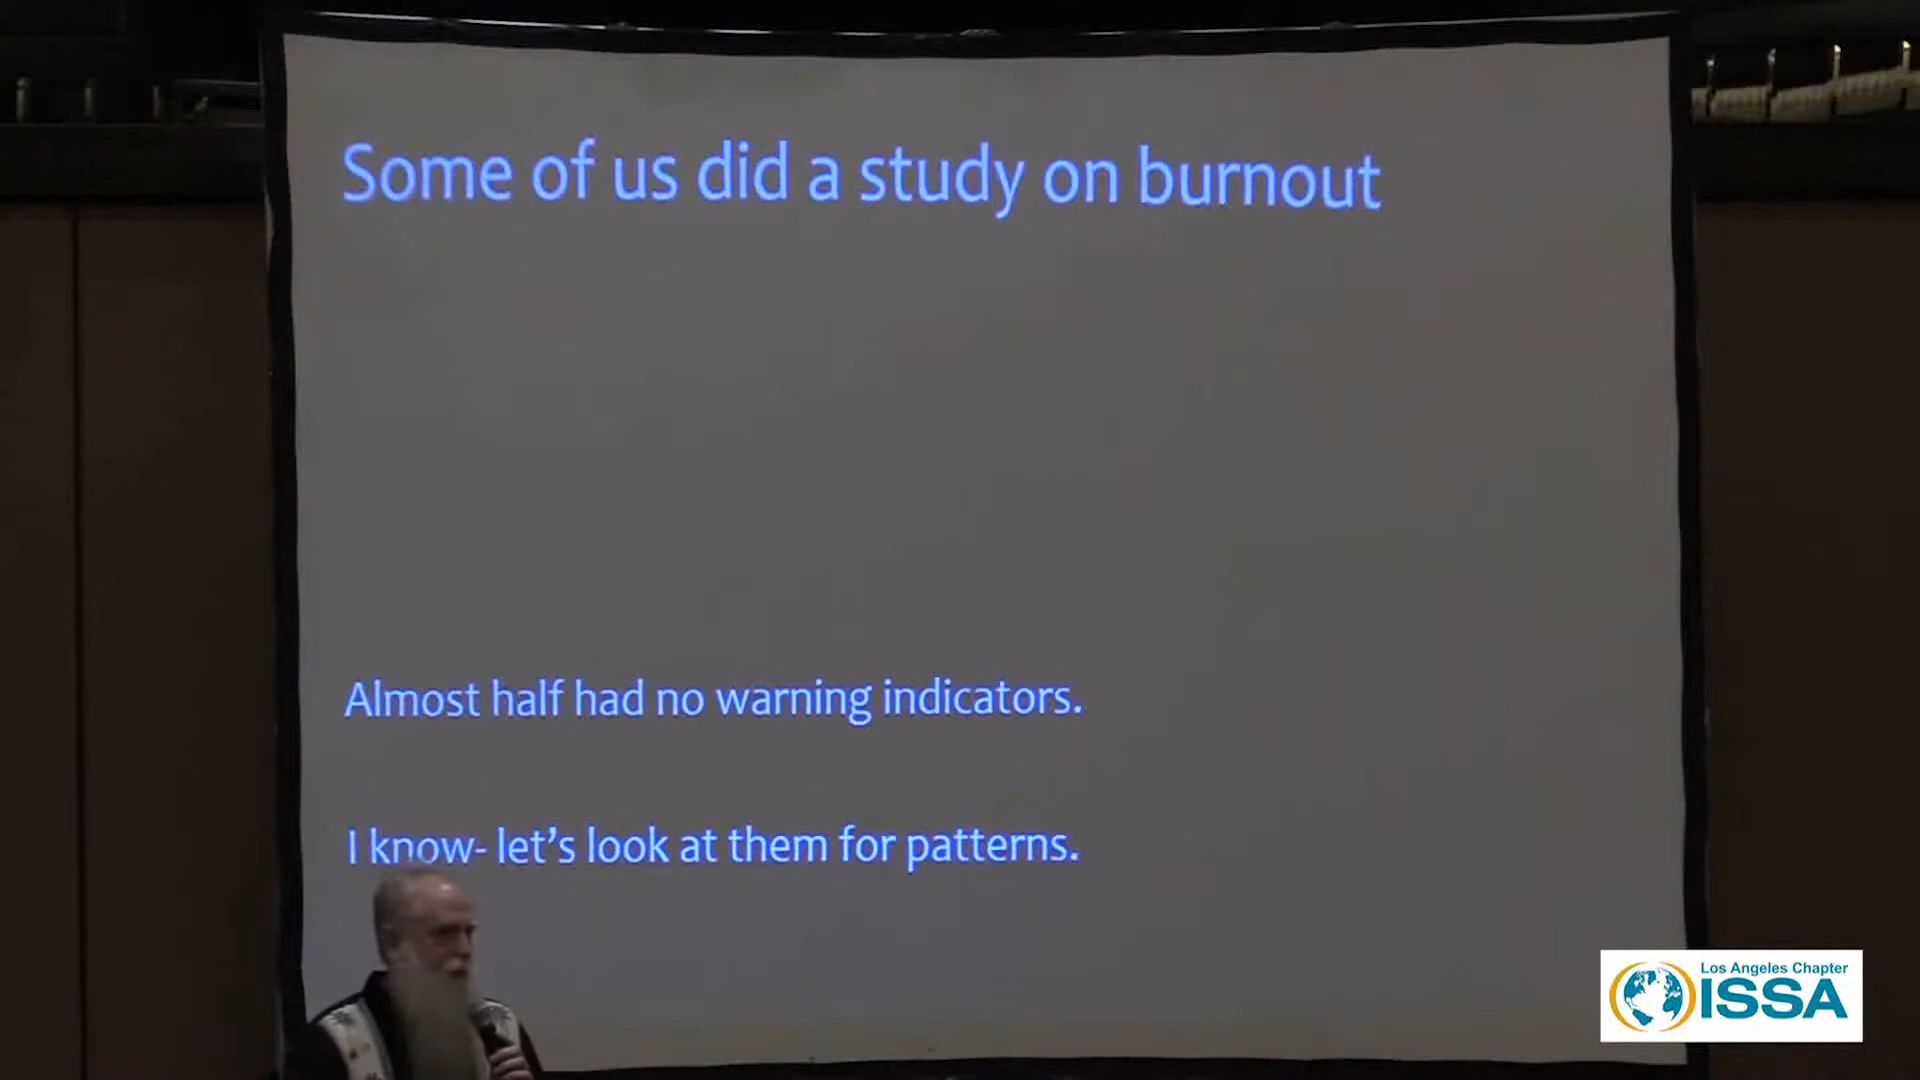 Some of us did a study on burnout
Almost half had no warning indicators.
I know- let's look at them for patterns.
Los Angeles Chapter
ISSA